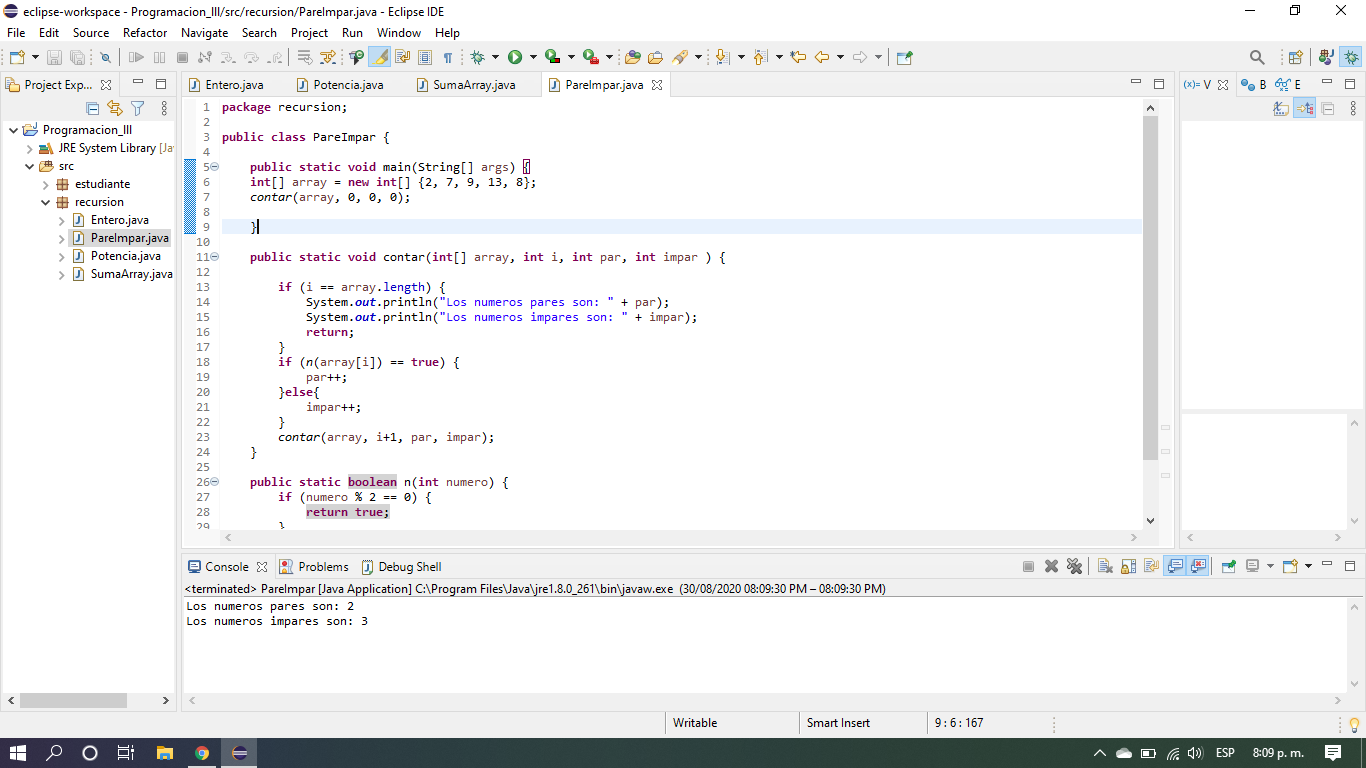 eclipse-workspace - Programacion_III/src/recursion/PareImpar.java - Eclipse IDE
File Edit Source Refactor Navigate Search Project Run Window Help
Project Exp...
Entero.java Potencia.java SumaArray.java PareImpar.java
(x)= V B E
Programacion_III
JRE System Library [Ja
src
estudiante
recursion
Entero.java
PareImpar.java
Potencia.java
SumaArray.java
1 package recursion;
2
3 public class PareImpar {
4
5 public static void main(String[] args) {
6 int[] array = new int[] {2, 7, 9, 13, 8};
7 contar(array, 0, 0, 0);
8
9 }
10
11 public static void contar(int[] array, int i, int par, int impar ) {
12
13 if (i == array.length) {
14 System.out.println("Los numeros pares son: " + par);
15 System.out.println("Los numeros impares son: " + impar);
16 return;
17 }
18 if (n(array[i]) == true) {
19 par++;
20 }else{
21 impar++;
22 }
23 contar(array, i+1, par, impar);
24 }
25
26 public static boolean n(int numero) {
27 if (numero % 2 == 0) {
28 return true;
29 }
Console Problems Debug Shell
<terminated> PareImpar [Java Application] C:\Program Files\Java\jre1.8.0_261\bin\javaw.exe (30/08/2020 08:09:30 PM – 08:09:30 PM)
Los numeros pares son: 2
Los numeros impares son: 3
Writable Smart Insert 9 : 6 : 167
ESP 8:09 p. m.